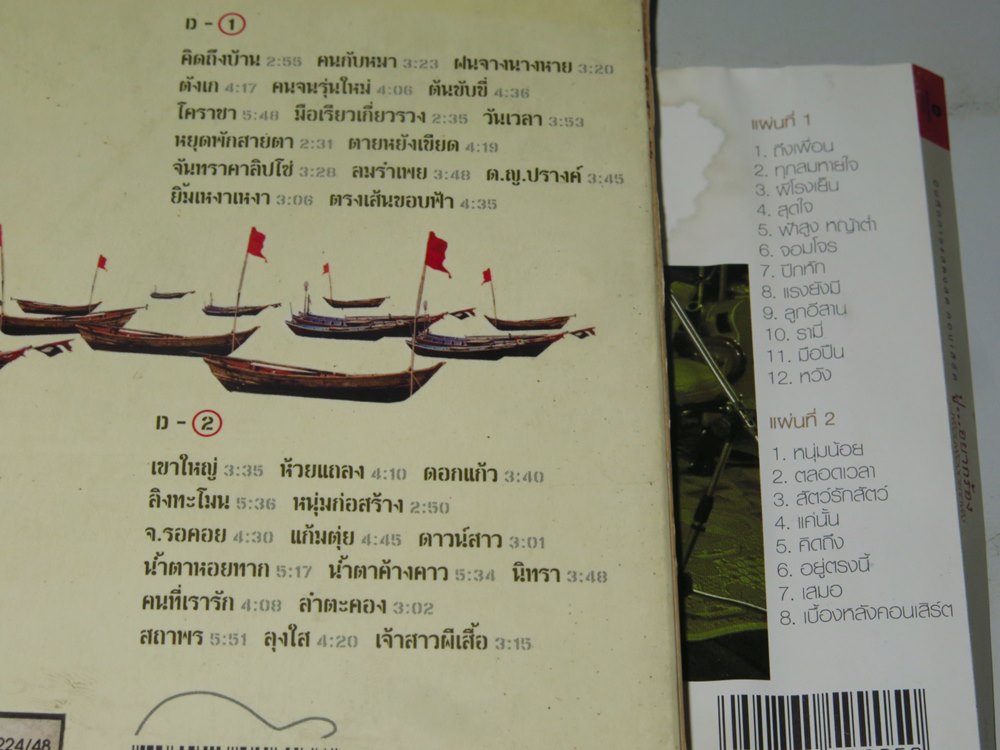 ว - 1
คิดถึงบ้าน 2:55 คนกับหมา 3:23 ฝนจางนางหาย 3:20
ตังเก 4:17 คนจนรุ่นใหม่ 4:06 ต้นขับขี่ 4:36
โคราขา 5:48 มือเรียวเกี่ยวรวง 2:35 วันเวลา 3:53
หยุดพักสายตา 2:31 ตายหยังเขียด 4:19
จันทราคาลิปโซ่ 3:28 ลมรำเพย 3:48 ด.ญ.ปรางค์ 3:45
ยิ้มเหงาเหงา 3:06 ตรงเส้นขอบฟ้า 4:35
ว - 2
เขาใหญ่ 3:35 ห้วยแถลง 4:10 ดอกแก้ว 3:40
ลิงทะโมน 5:36 หนุ่มก่อสร้าง 2:50
จ.รอคอย 4:30 แก้มตุ่ย 4:45 ดาวน์สาว 3:01
น้ำตาหอยทาก 5:17 น้ำตาค้างคาว 5:34 นิทรา 3:48
คนที่เรารัก 4:08 ลำตะคอง 3:02
สถาพร 5:51 ลุงใส 4:20 เจ้าสาวผีเสื้อ 3:15
224/48
แผ่นที่ 1
1. ถึงเพื่อน
2. ทุกลมหายใจ
3. ผีโรงเย็น
4. สุดใจ
5. ฟ้าสูง หญ้าต่ำ
6. จอมโจร
7. ปีกหัก
8. แรงยังมี
9. ลูกอีสาน
10. รามี่
11. มือปืน
12. หวัง
แผ่นที่ 2
1. หนุ่มน้อย
2. ตลอดเวลา
3. สัตว์รักสัตว์
4. แค่นั้น
5. คิดถึง
6. อยู่ตรงนี้
7. เสมอ
8. เบื้องหลังคอนเสิร์ต